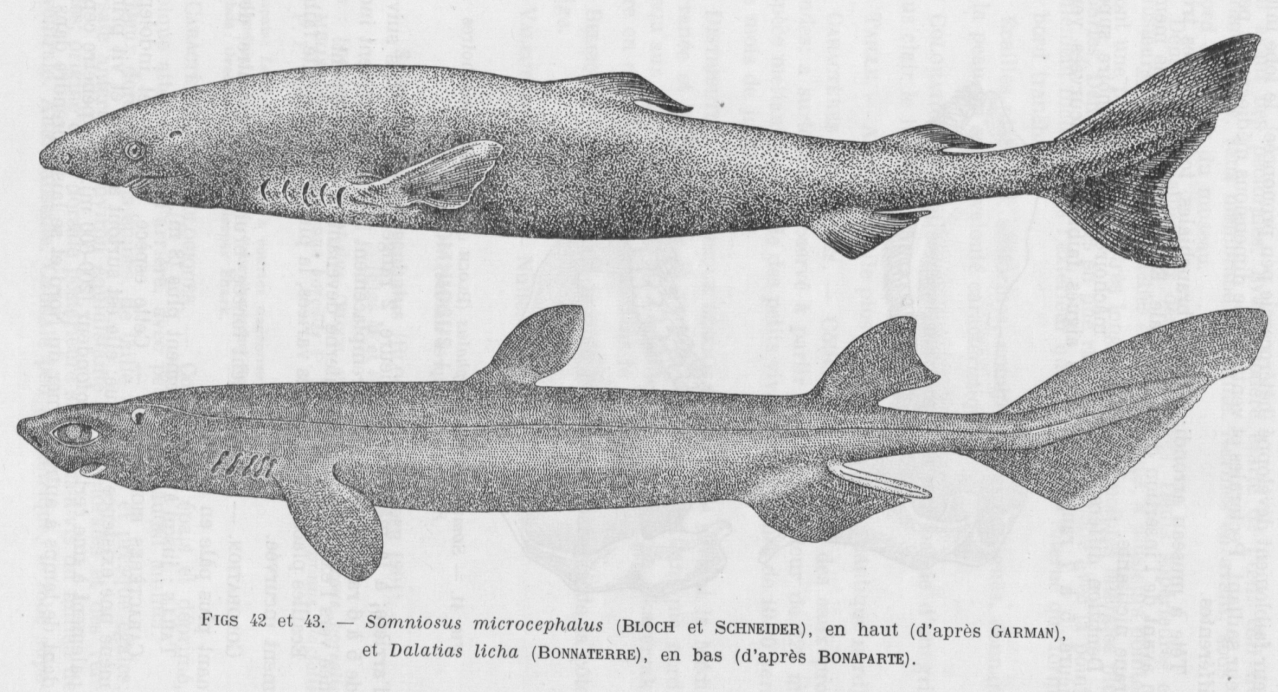 FIGS 42 et 43. — Somniosus microcephalus (BLOCH et SCHNEIDER), en haut (d'après GARMAN),
et Dalatias licha (BONNATERRE), en bas (d'après BONAPARTE).